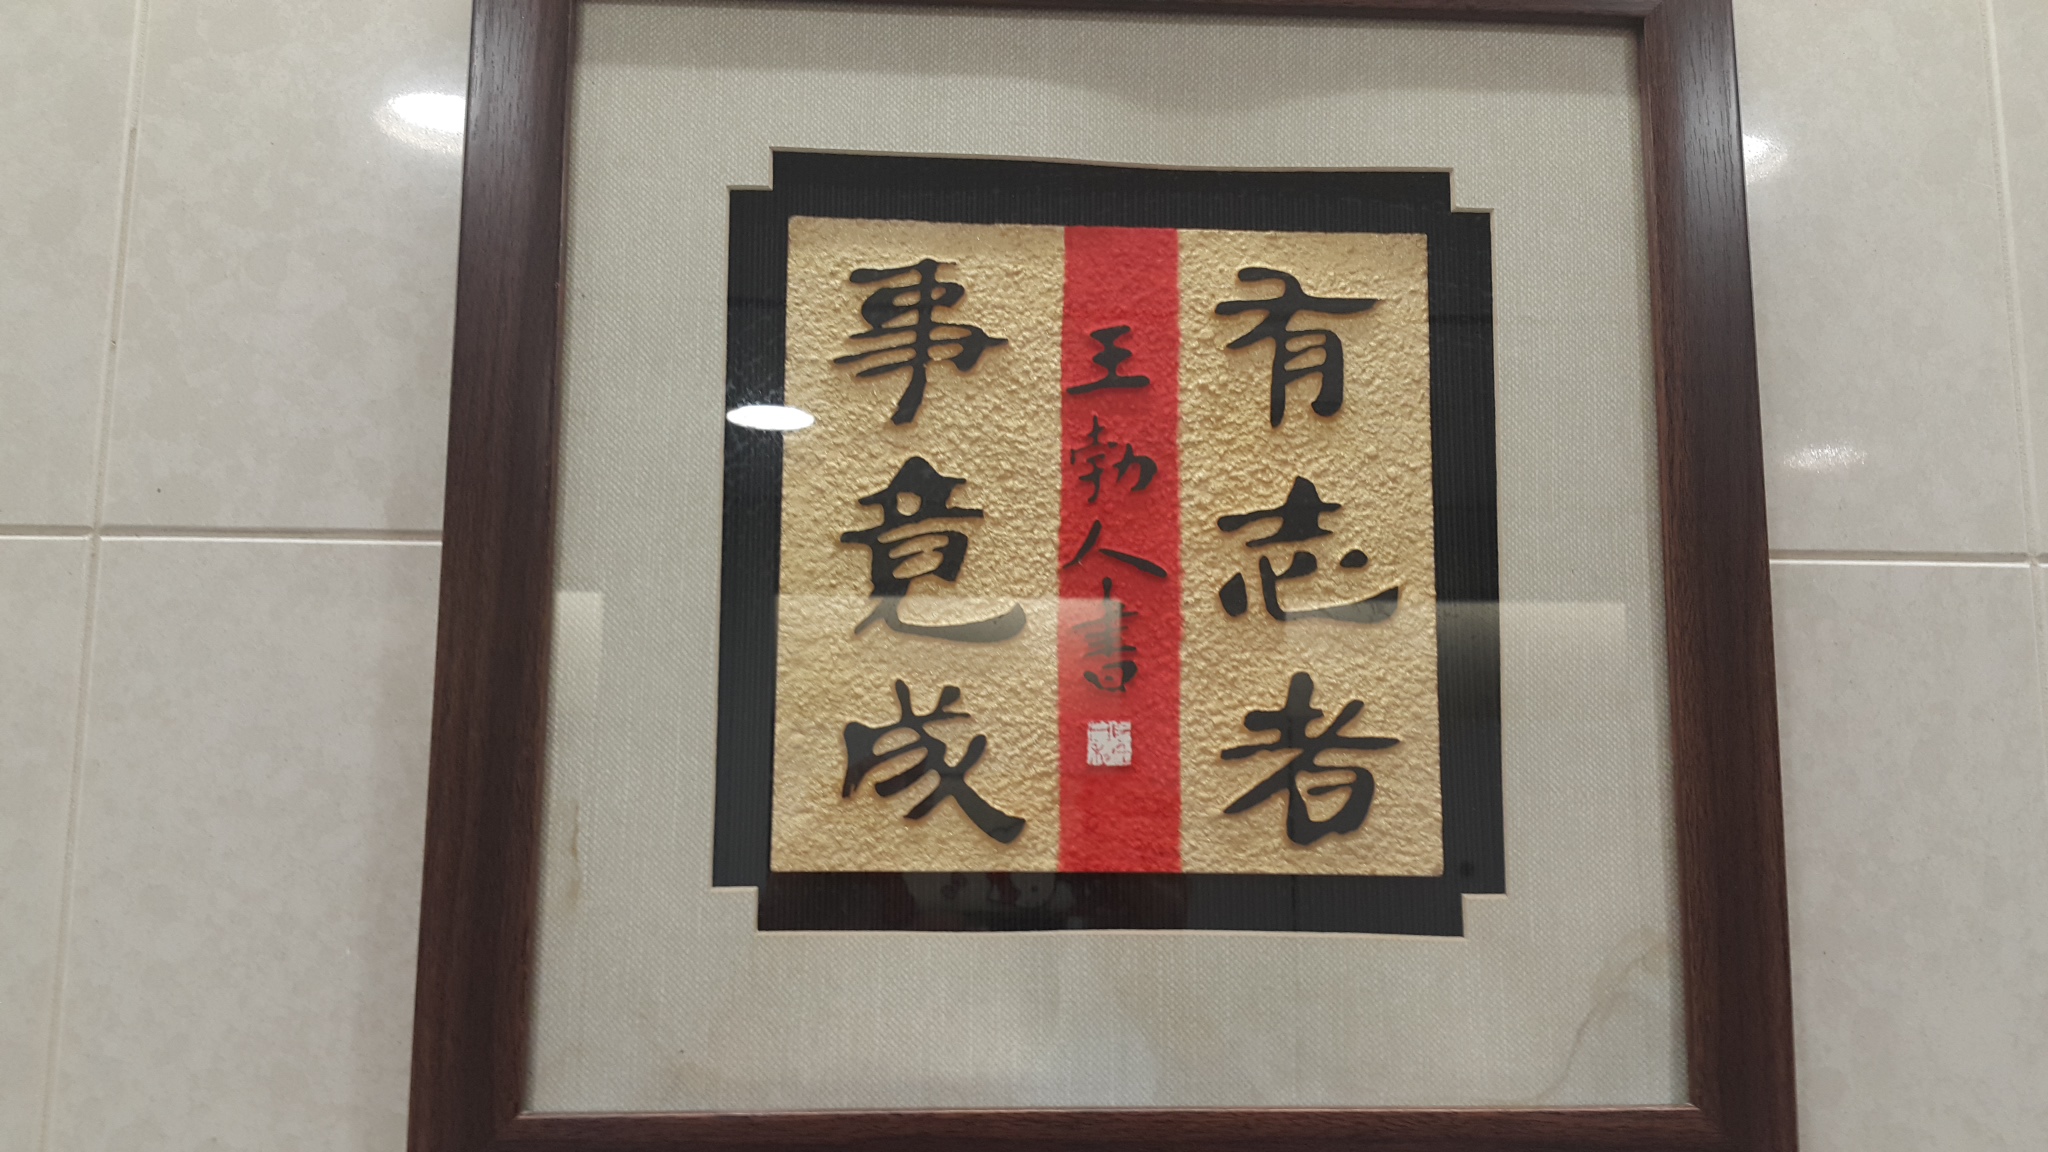 有志者
王勃人書
事竟成